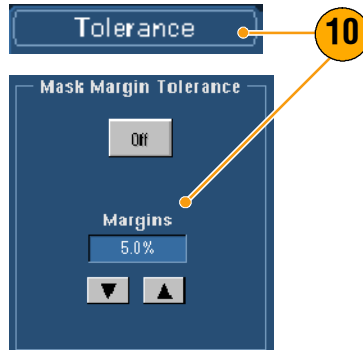 Tolerance
10
Mask Margin Tolerance
Off
Margins
5.0%